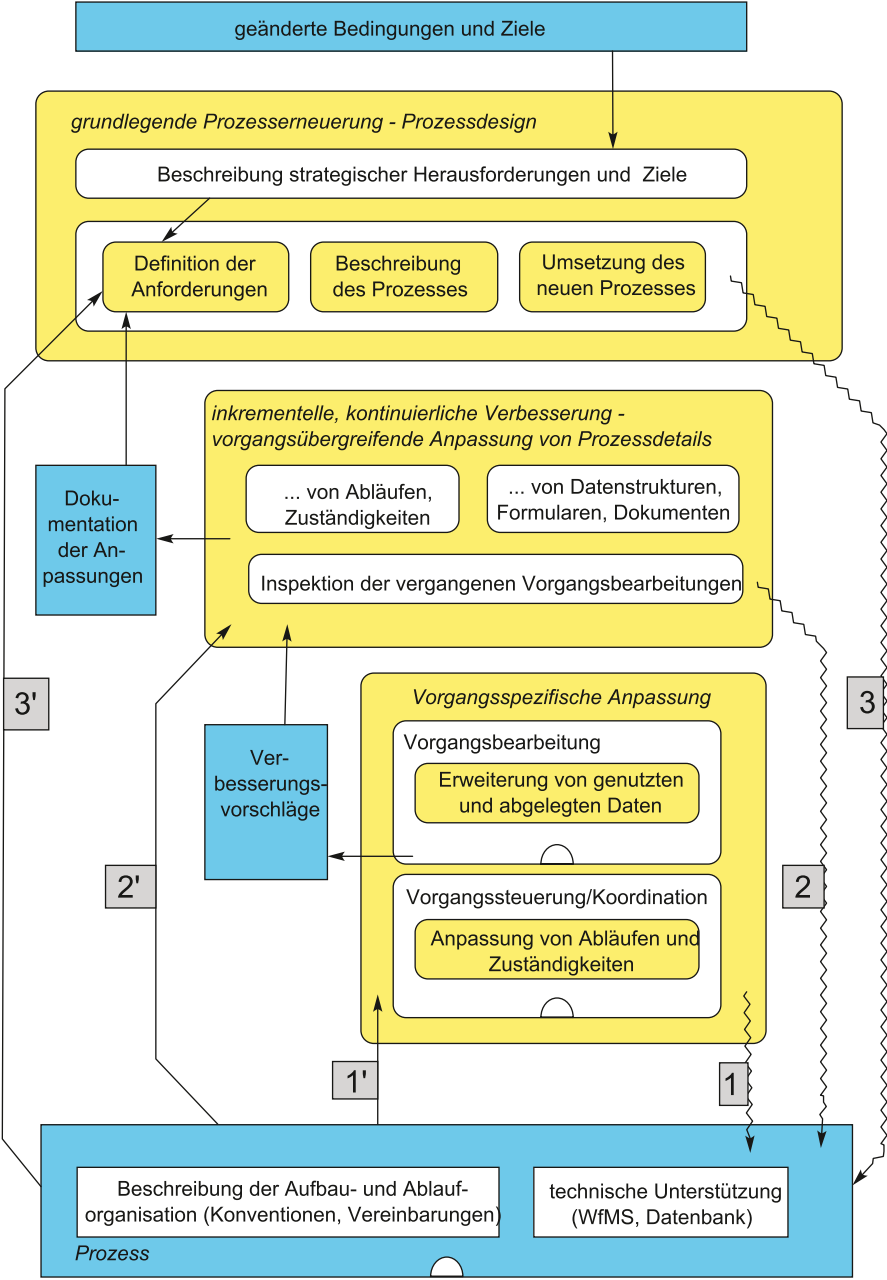 geänderte Bedingungen und Ziele
grundlegende Prozesserneuerung - Prozessdesign
Beschreibung strategischer Herausforderungen und Ziele
Definition der
Anforderungen
Beschreibung
des Prozesses
Umsetzung des
neuen Prozesses
inkrementelle, kontinuierliche Verbesserung -
vorgangsübergreifende Anpassung von Prozessdetails
... von Abläufen,
Zuständigkeiten
... von Datenstrukturen,
Formularen, Dokumenten
Doku-
mentation
der An-
passungen
Inspektion der vergangenen Vorgangsbearbeitungen
3'
3
Vorgangsspezifische Anpassung
Vorgangsbearbeitung
Erweiterung von genutzten
und abgelegten Daten
Ver-
besserungs-
vorschläge
2'
2
Vorgangssteuerung/Koordination
Anpassung von Abläufen und
Zuständigkeiten
1'
1
Beschreibung der Aufbau- und Ablauf-
organisation (Konventionen, Vereinbarungen)
technische Unterstützung
(WfMS, Datenbank)
Prozess